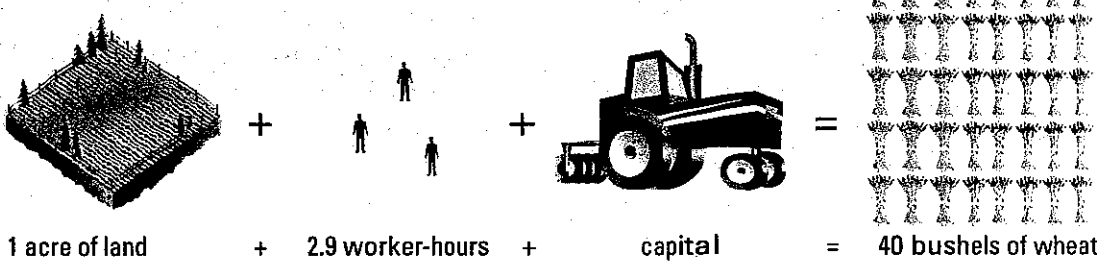 + + =
1 acre of land + 2.9 worker-hours + capital = 40 bushels of wheat